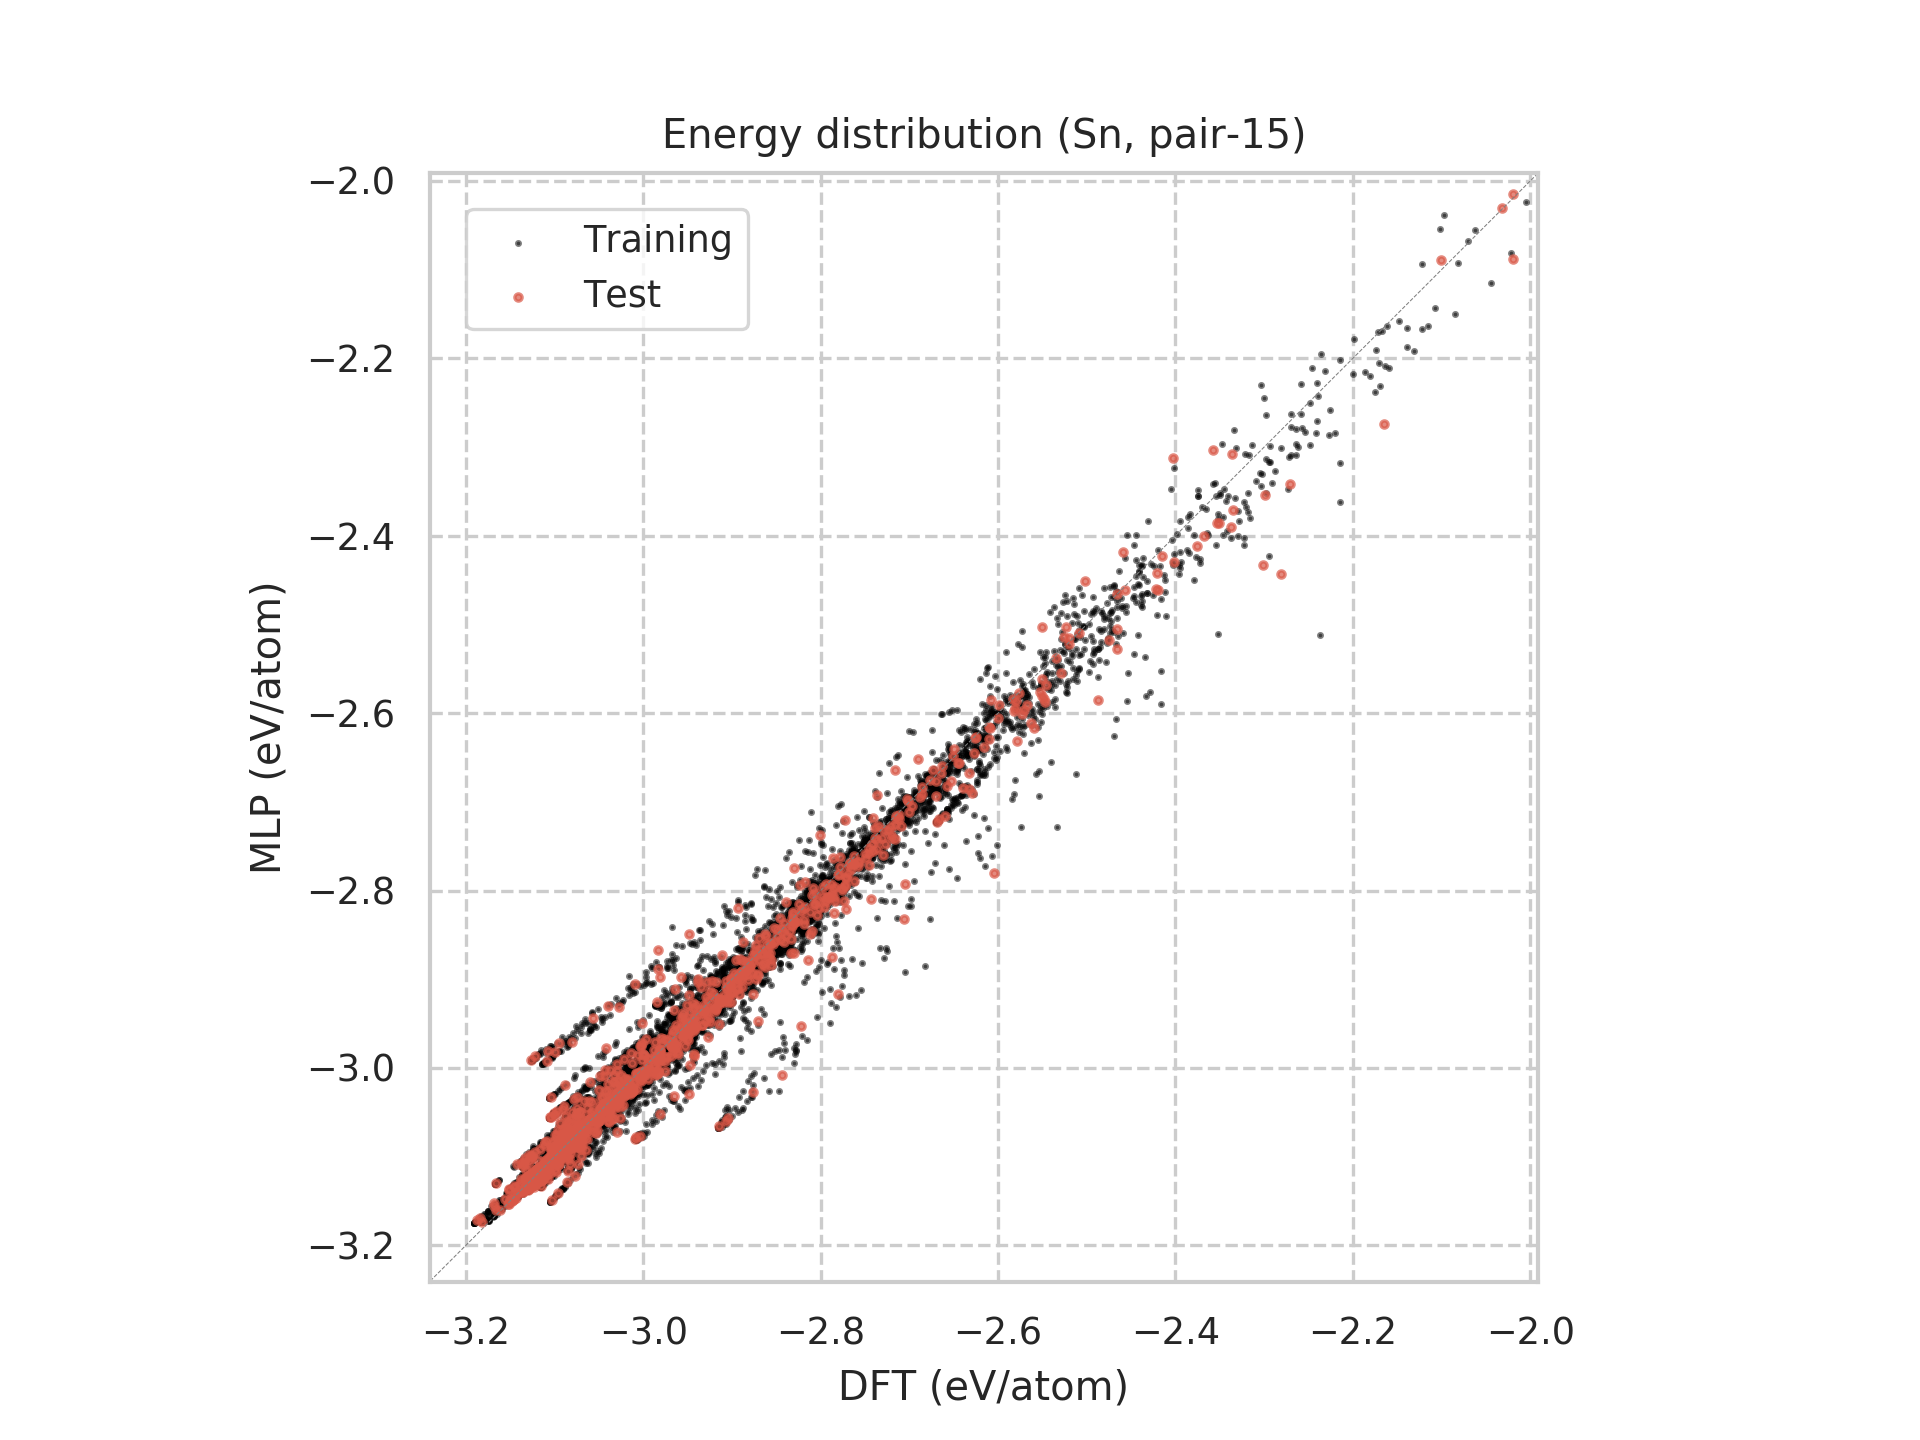 Energy distribution (Sn, pair-15)
−2.0
Training
Test
−2.2
−2.4
−2.6
−2.8
−3.0
−3.2
MLP (eV/atom)
−3.2 −3.0 −2.8 −2.6 −2.4 −2.2 −2.0
DFT (eV/atom)